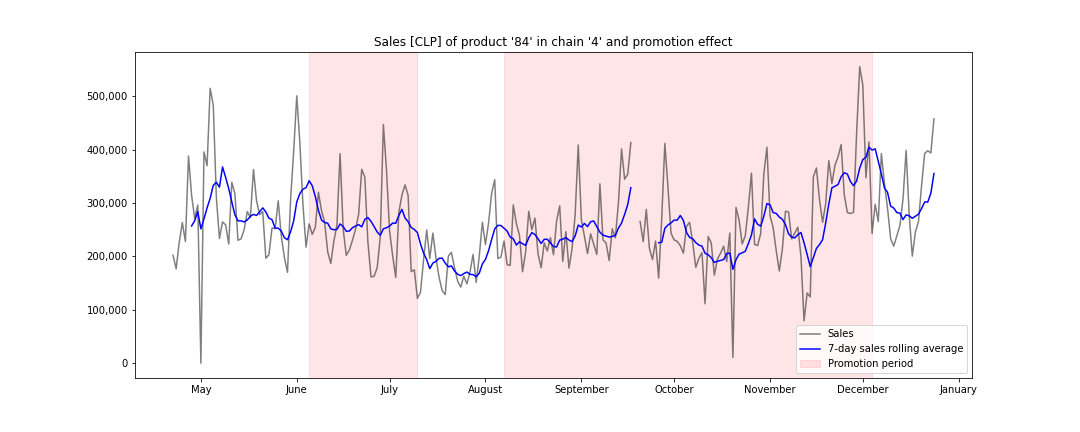 Sales [CLP] of product '84' in chain '4' and promotion effect
500,000
400,000
300,000
200,000
100,000
0
May June July August September October November December January
Sales
7-day sales rolling average
Promotion period